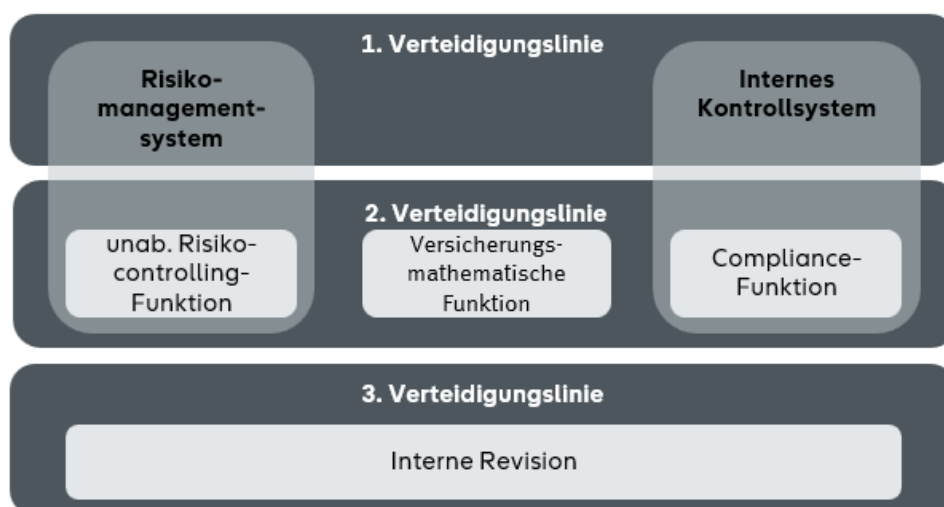 1. Verteidigungslinie
Risiko-
management-
system
Internes
Kontrollsystem
2. Verteidigungslinie
unab. Risiko-
controlling-
Funktion
Versicherungs-
mathematische
Funktion
Compliance-
Funktion
3. Verteidigungslinie
Interne Revision